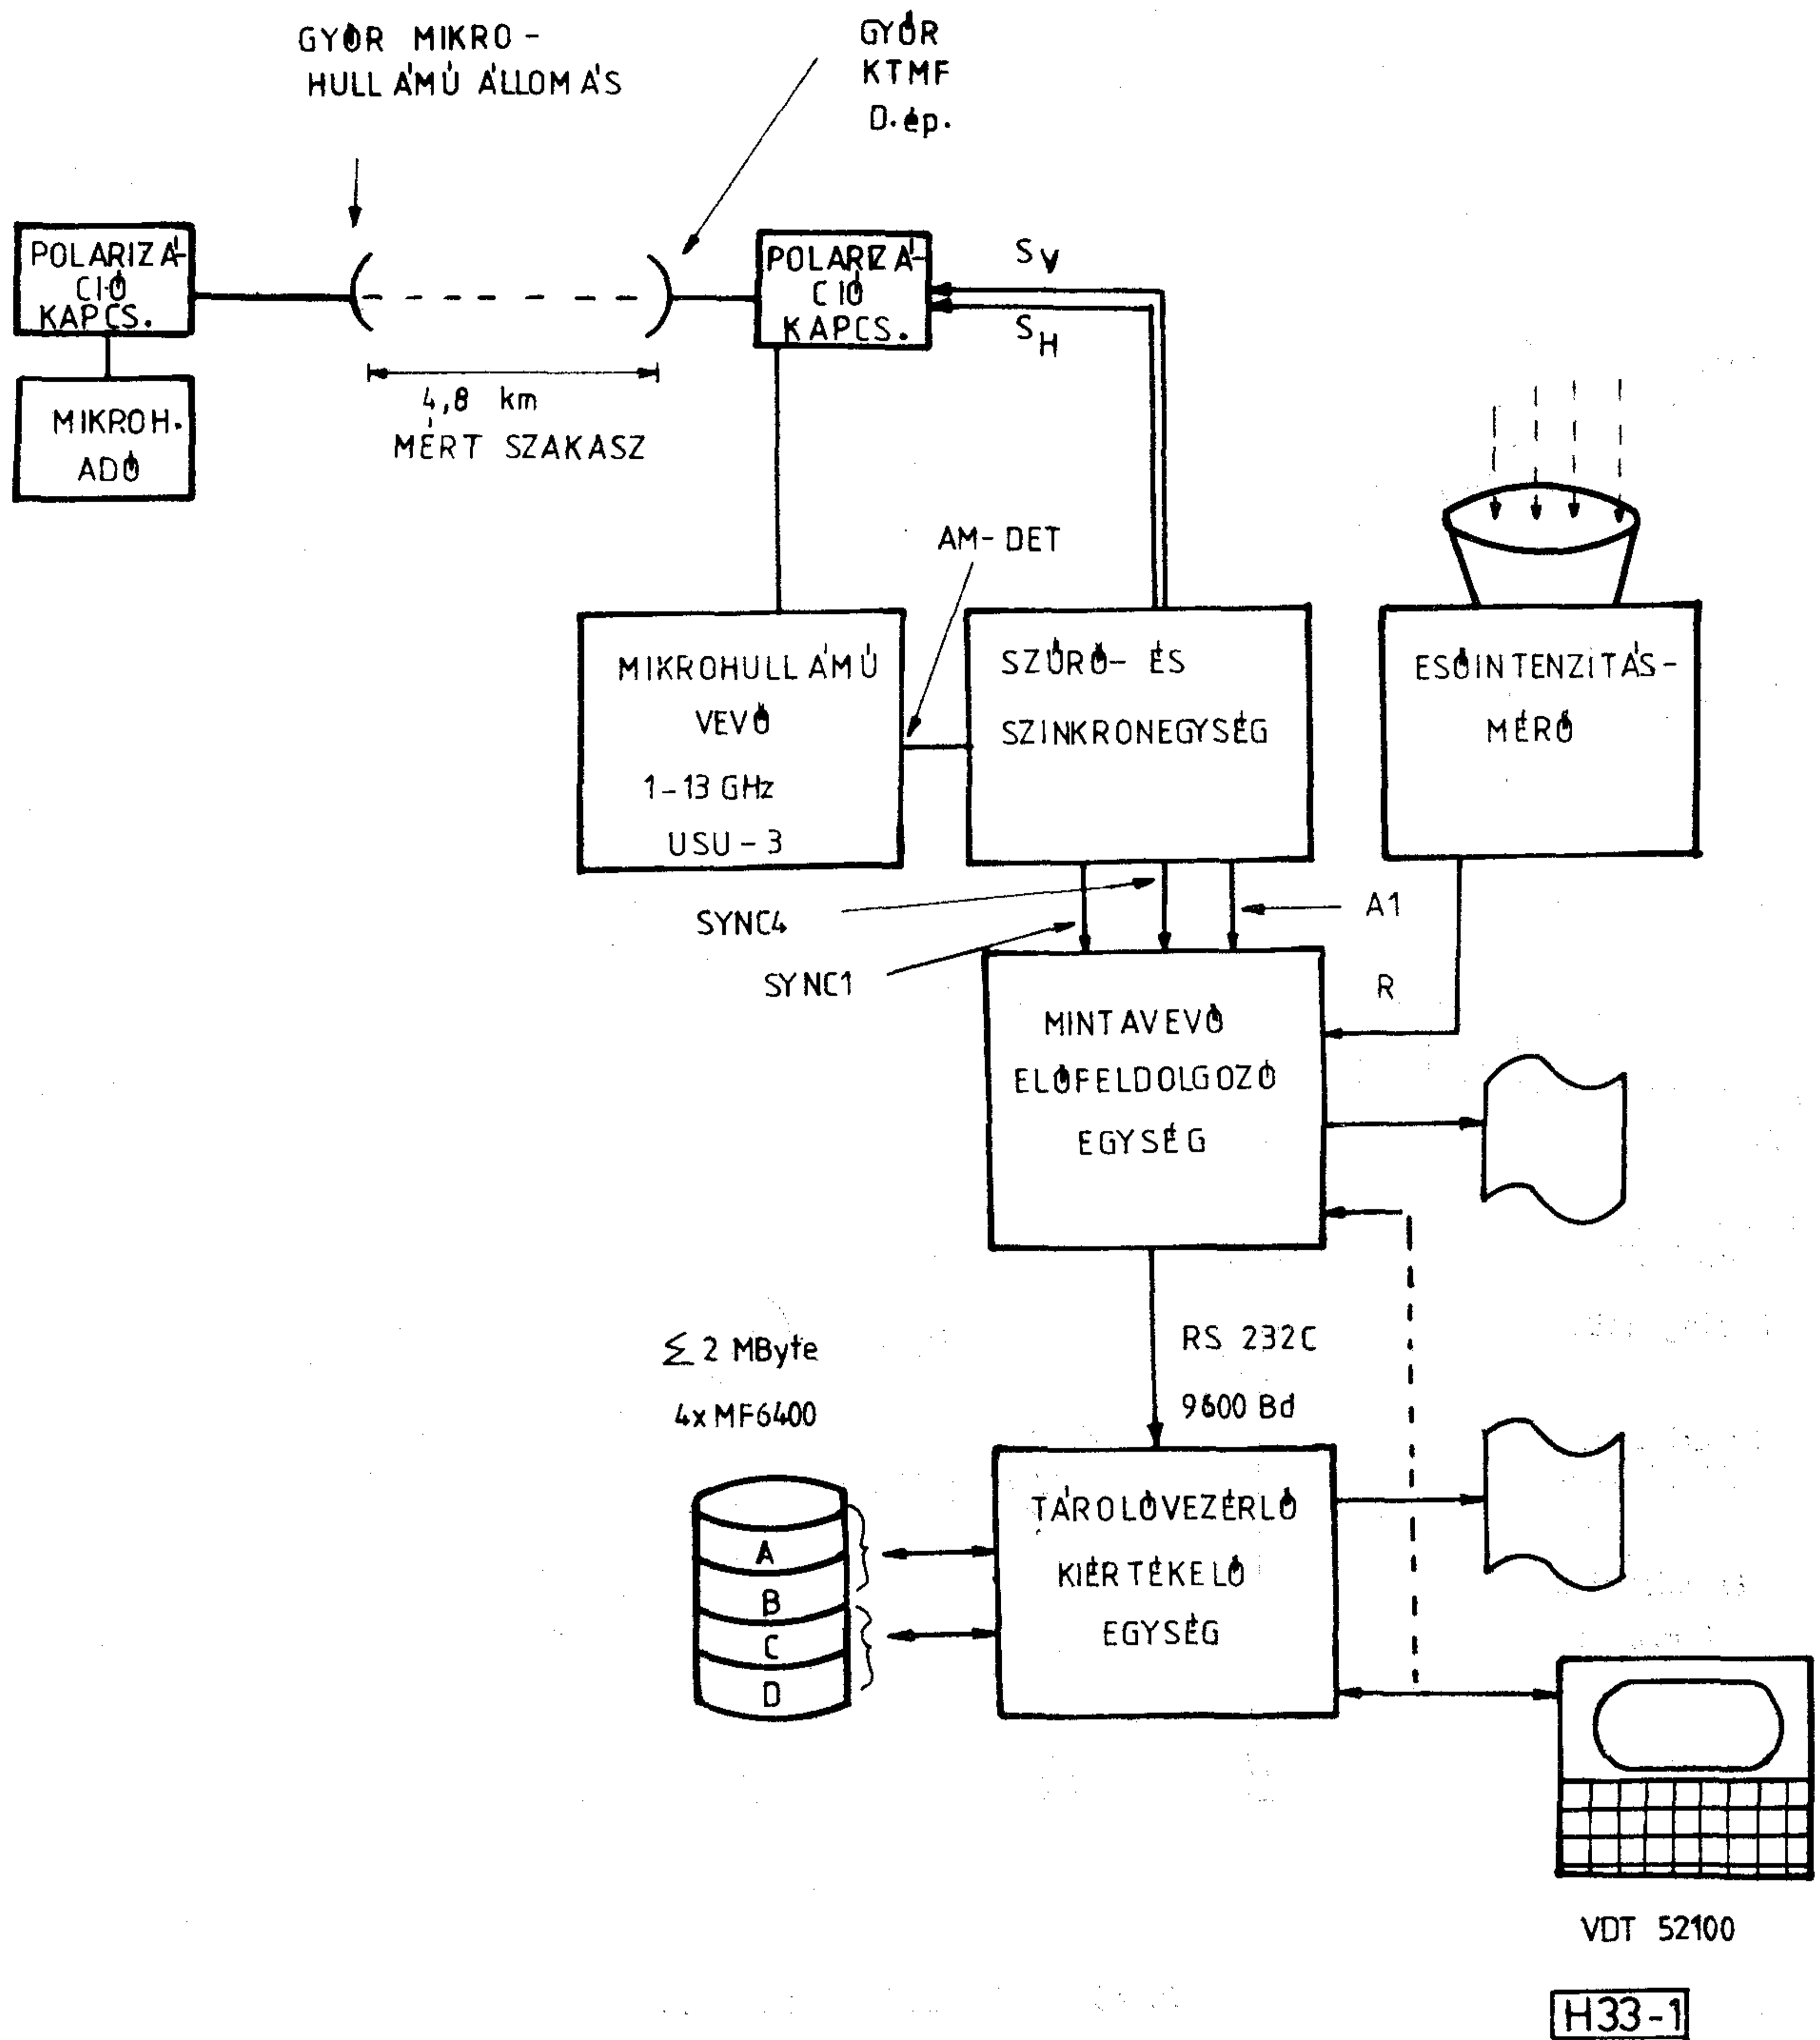 GYŐR MIKRO-
HULLÁMÚ ÁLLOMÁS
GYŐR
KTMF
D.ép.
POLARIZÁ-
CIÓ
KAPCS.
MIKROH.
ADÓ
4,8 km
MÉRT SZAKASZ
POLARIZÁ-
CIÓ
KAPCS.
SV
SH
AM-DET
MIKROHULLÁMÚ
VEVŐ
1-13 GHz
USU-3
SZŰRŐ- ÉS
SZINKRONEGYSÉG
ESŐINTENZITÁS-
MÉRŐ
SYNC4
SYNC1
A1
R
MINTAVEVŐ
ELŐFELDOLGOZÓ
EGYSÉG
RS 232C
9600 Bd
Σ 2 MByte
4xMF6400
A
B
C
D
TÁROLÓVEZÉRLŐ
KIÉRTÉKELŐ
EGYSÉG
VDT 52100
H33-1